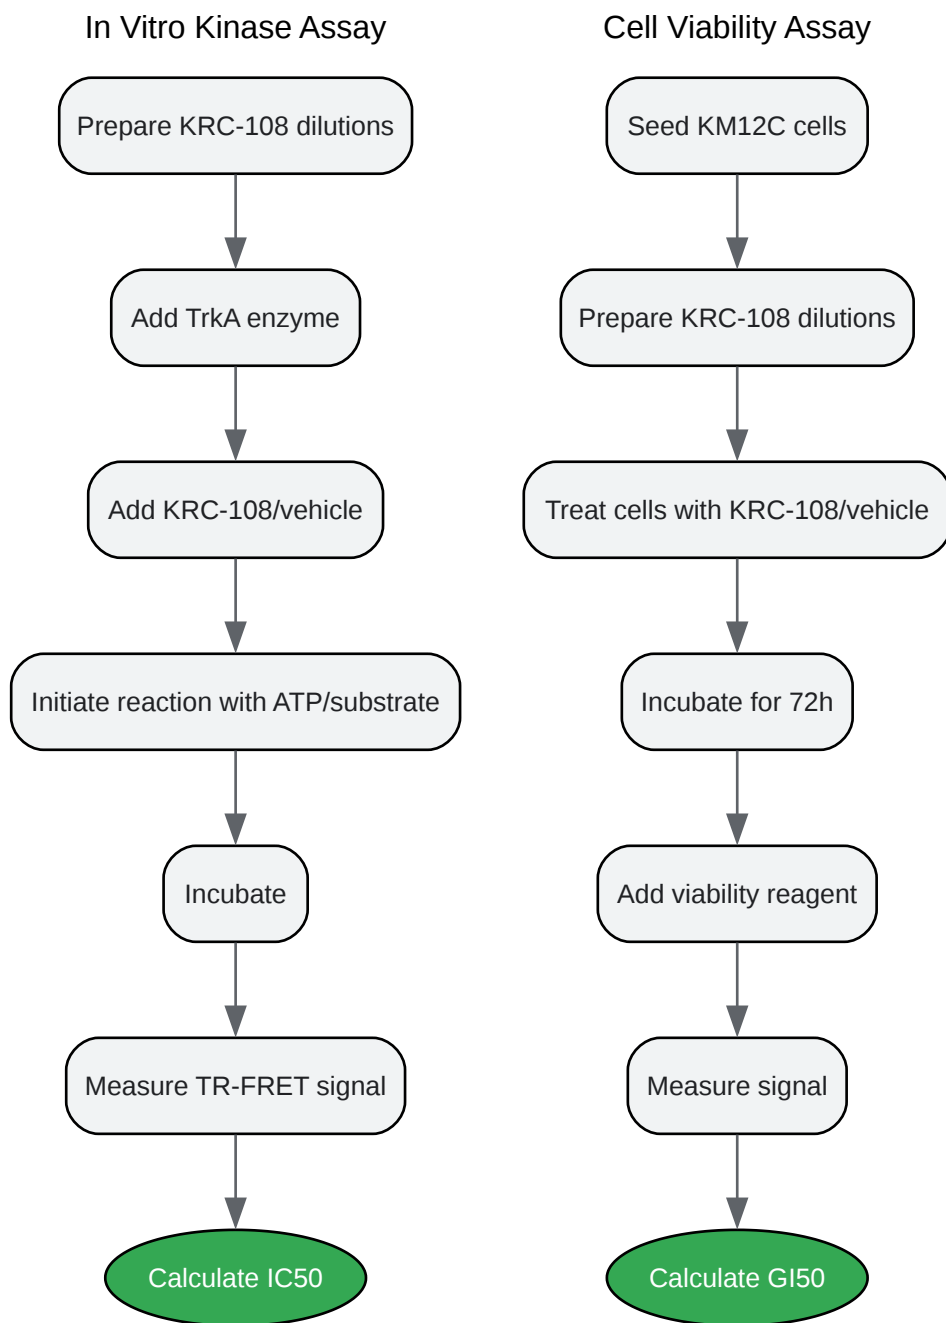 In Vitro Kinase Assay
Prepare KRC-108 dilutions
Add TrkA enzyme
Add KRC-108/vehicle
Initiate reaction with ATP/substrate
Incubate
Measure TR-FRET signal
Calculate IC50
Cell Viability Assay
Seed KM12C cells
Prepare KRC-108 dilutions
Treat cells with KRC-108/vehicle
Incubate for 72h
Add viability reagent
Measure signal
Calculate GI50